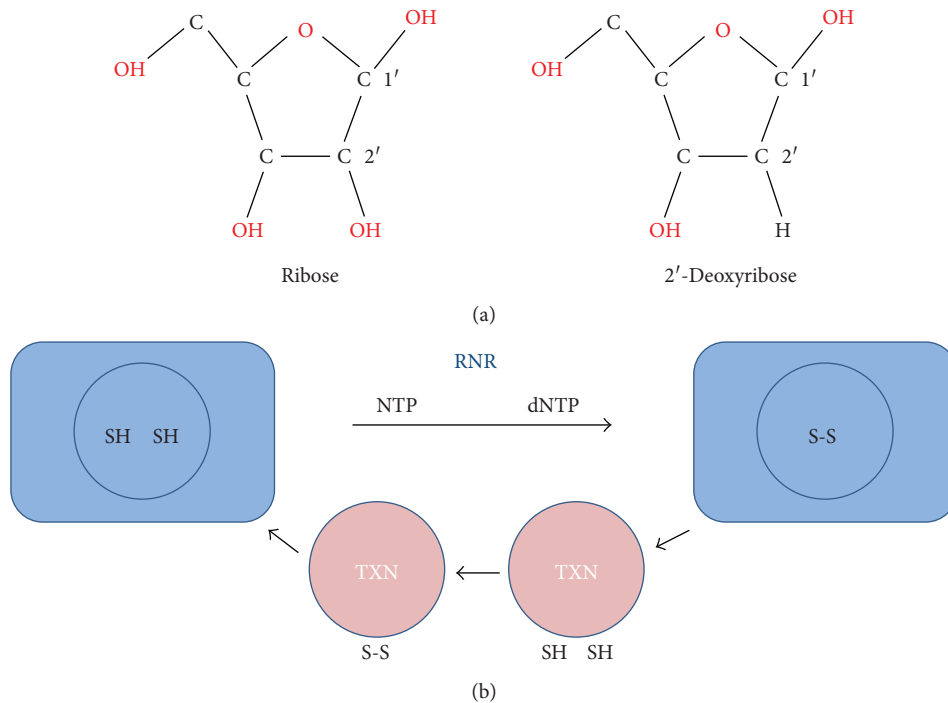 C O OH
OH C C 1′
C C 2′
OH OH
Ribose
C O OH
OH C C 1′
C C 2′
OH H
2′-Deoxyribose
(a)
RNR
NTP dNTP
SH SH
S-S
TXN TXN
S-S
SH SH
(b)